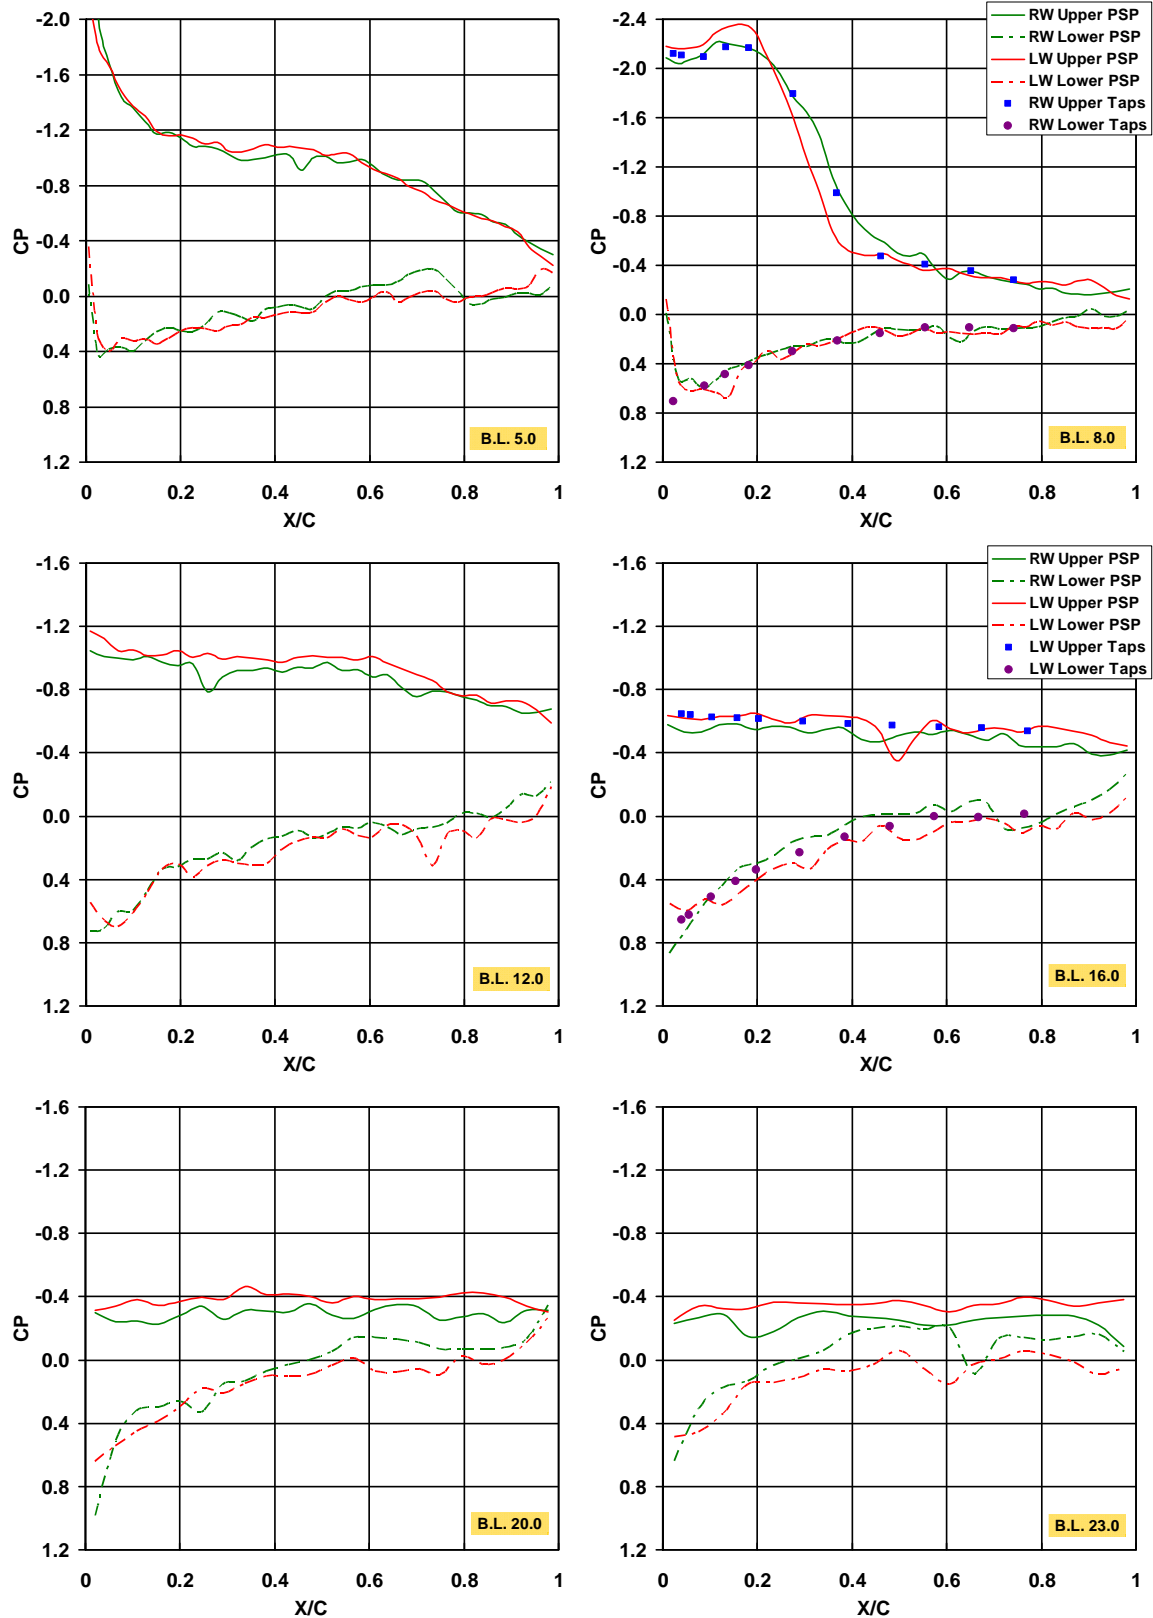 -2.0
-1.6
-1.2
-0.8
-0.4
0.0
0.4
0.8
1.2
CP
0 0.2 0.4 0.6 0.8 1
X/C
B.L. 5.0
-2.4
-2.0
-1.6
-1.2
-0.8
-0.4
0.0
0.4
0.8
1.2
CP
0 0.2 0.4 0.6 0.8 1
X/C
B.L. 8.0
RW Upper PSP
RW Lower PSP
LW Upper PSP
LW Lower PSP
RW Upper Taps
RW Lower Taps
-1.6
-1.2
-0.8
-0.4
0.0
0.4
0.8
1.2
CP
0 0.2 0.4 0.6 0.8 1
X/C
B.L. 12.0
-1.6
-1.2
-0.8
-0.4
0.0
0.4
0.8
1.2
CP
0 0.2 0.4 0.6 0.8 1
X/C
B.L. 16.0
RW Upper PSP
RW Lower PSP
LW Upper PSP
LW Lower PSP
LW Upper Taps
LW Lower Taps
-1.6
-1.2
-0.8
-0.4
0.0
0.4
0.8
1.2
CP
0 0.2 0.4 0.6 0.8 1
X/C
B.L. 20.0
-1.6
-1.2
-0.8
-0.4
0.0
0.4
0.8
1.2
CP
0 0.2 0.4 0.6 0.8 1
X/C
B.L. 23.0